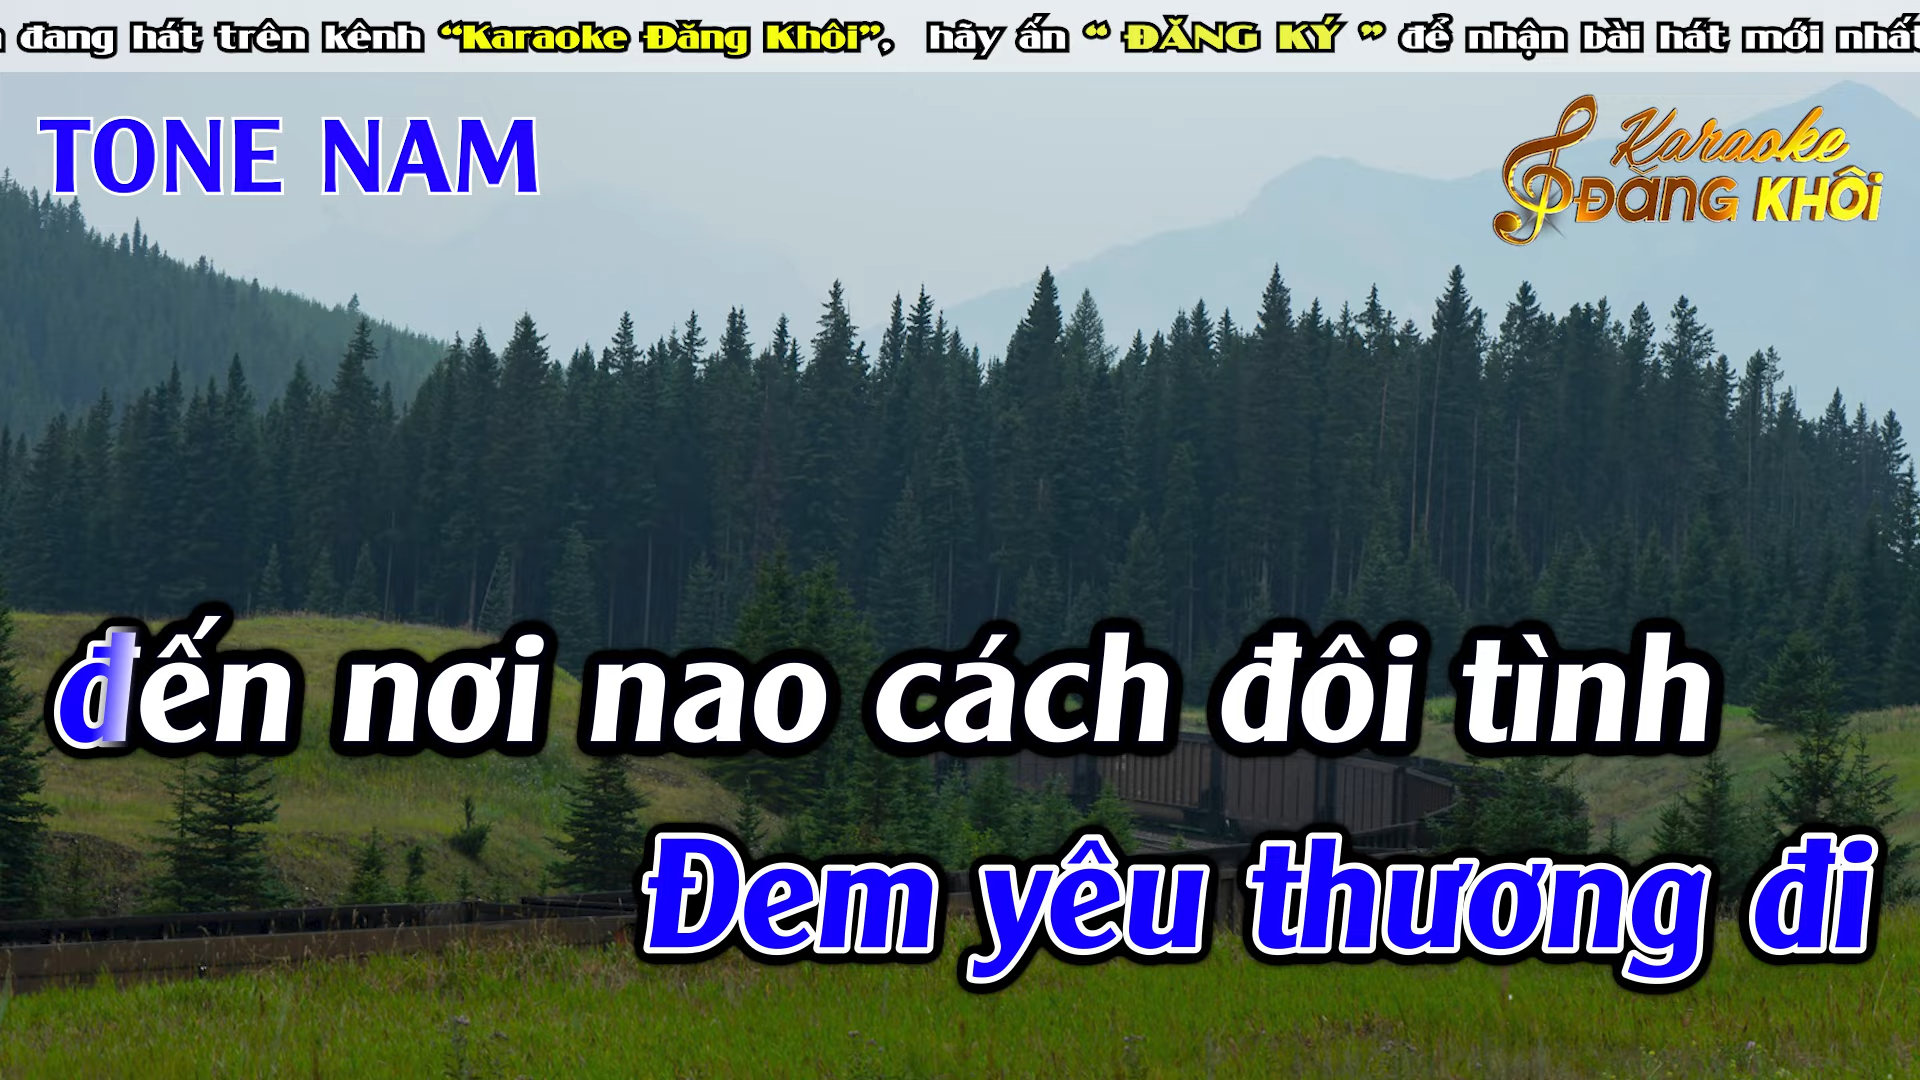 đang hát trên kênh “Karaoke Đăng Khôi”, hãy ấn “ ĐĂNG KÝ ” để nhận bài hát mới nhất
TONE NAM
Karaoke
ĐĂNG KHÔI
đến nơi nao cách đôi tình
Đem yêu thương đi